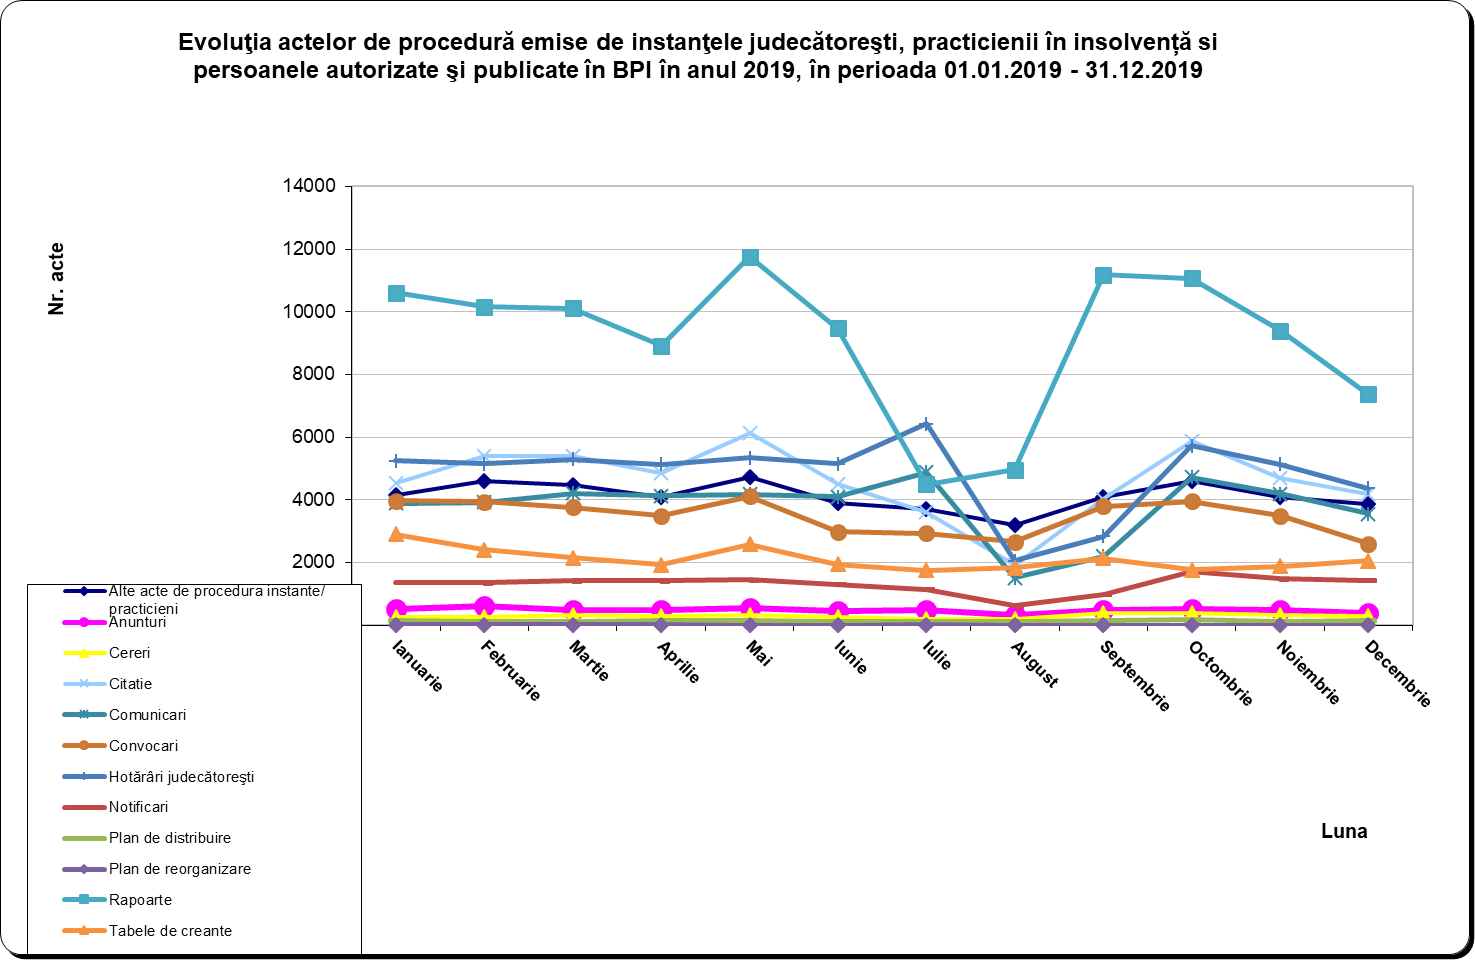 Evoluţia actelor de procedură emise de instanţele judecătoreşti, practicienii în insolvență si
persoanele autorizate şi publicate în BPI în anul 2019, în perioada 01.01.2019 - 31.12.2019
Nr. acte
14000
12000
10000
8000
6000
4000
2000
Ianuarie
Februarie
Martie
Aprilie
Mai
Iunie
Iulie
August
Septembrie
Octombrie
Noiembrie
Decembrie
Luna
Alte acte de procedura instante/
practicieni
Anunturi
Cereri
Citatie
Comunicari
Convocari
Hotărâri judecătoreşti
Notificari
Plan de distribuire
Plan de reorganizare
Rapoarte
Tabele de creante